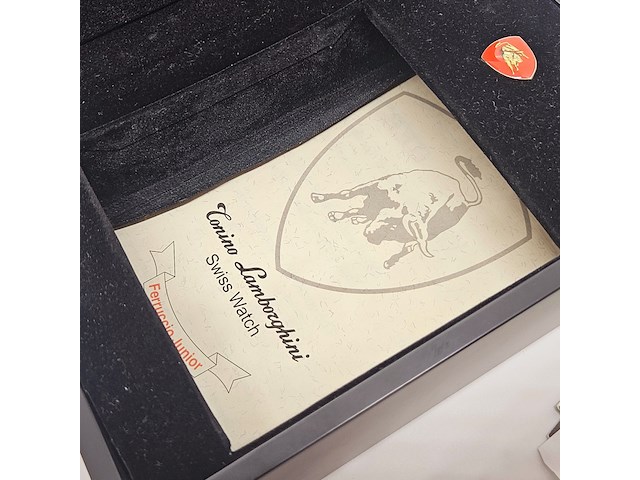 Tonino Lamborghini
Swiss Watch
Ferruccio Junior